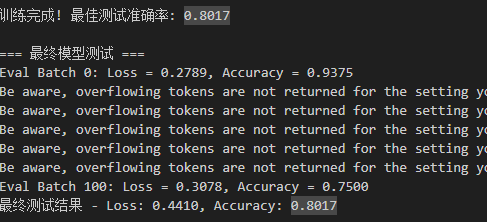 训练完成! 最佳测试准确率: 0.8017
=== 最终模型测试 ===
Eval Batch 0: Loss = 0.2789, Accuracy = 0.9375
Be aware, overflowing tokens are not returned for the setting
Be aware, overflowing tokens are not returned for the setting
Be aware, overflowing tokens are not returned for the setting
Be aware, overflowing tokens are not returned for the setting
Be aware, overflowing tokens are not returned for the setting
Eval Batch 100: Loss = 0.3078, Accuracy = 0.7500
最终测试结果 - Loss: 0.4410, Accuracy: 0.8017